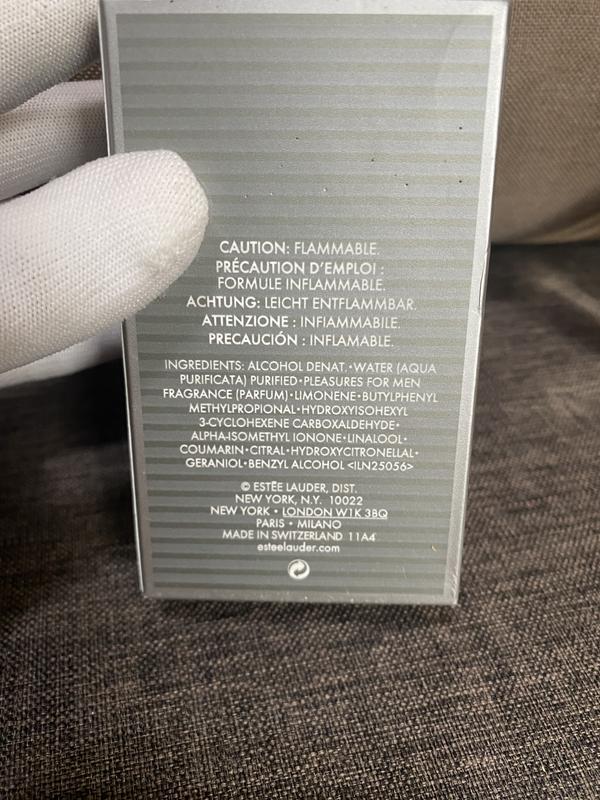 CAUTION: FLAMMABLE.
PRÉCAUTION D'EMPLOI :
FORMULE INFLAMMABLE.
ACHTUNG: LEICHT ENTFLAMMBAR.
ATTENZIONE : INFIAMMABILE.
PRECAUCIÓN : INFLAMABLE.
INGREDIENTS: ALCOHOL DENAT.•WATER (AQUA
PURIFICATA) PURIFIED•PLEASURES FOR MEN
FRAGRANCE (PARFUM)•LIMONENE•BUTYLPHENYL
METHYLPROPIONAL•HYDROXYISOHEXYL
3-CYCLOHEXENE CARBOXALDEHYDE•
ALPHA-ISOMETHYL IONONE•LINALOOL•
COUMARIN•CITRAL•HYDROXYCITRONELLAL•
GERANIOL•BENZYL ALCOHOL <ILN25056>
© ESTĒE LAUDER, DIST.
NEW YORK, N.Y. 10022
NEW YORK • LONDON W1K 3BQ
PARIS • MILANO
MADE IN SWITZERLAND 11A4
esteelauder.com